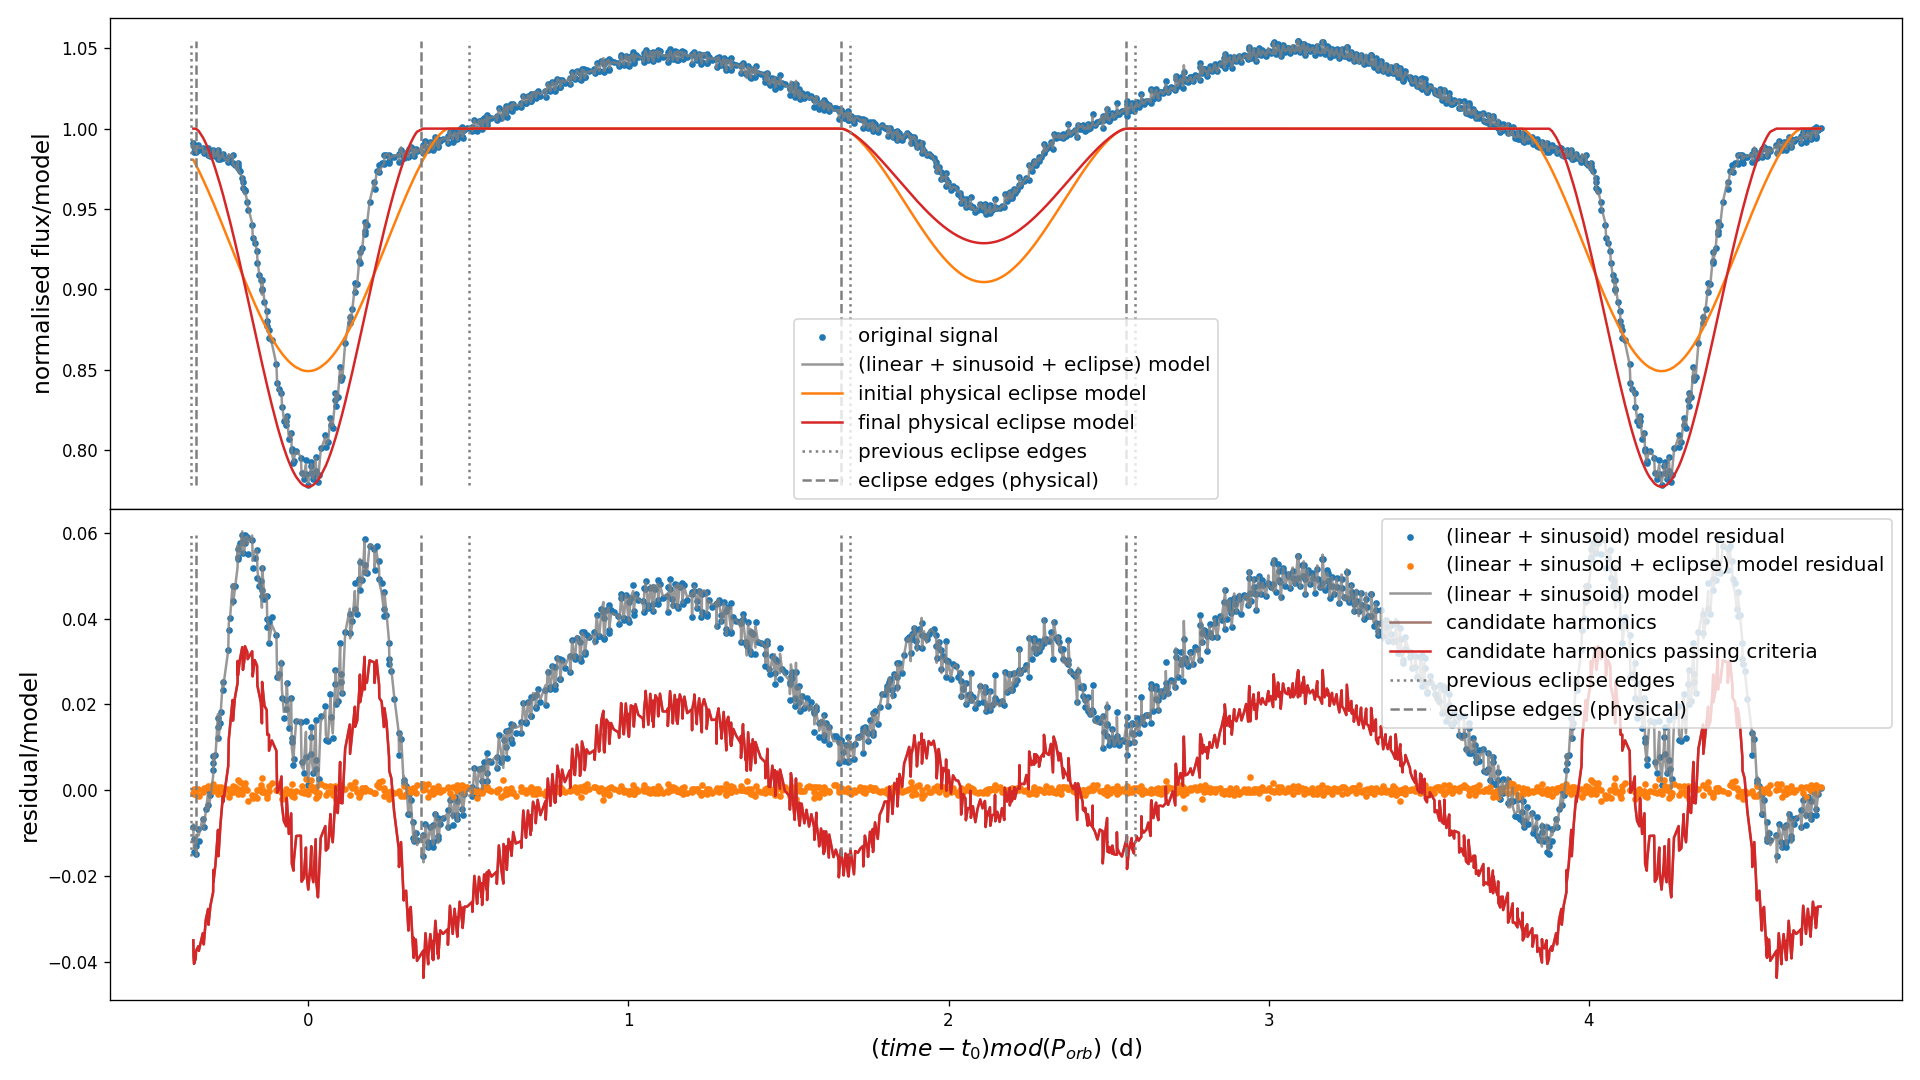 normalised flux/model
1.05
1.00
0.95
0.90
0.85
0.80
original signal
(linear + sinusoid + eclipse) model
initial physical eclipse model
final physical eclipse model
previous eclipse edges
eclipse edges (physical)
residual/model
0.06
0.04
0.02
0.00
−0.02
−0.04
(linear + sinusoid) model residual
(linear + sinusoid + eclipse) model residual
(linear + sinusoid) model
candidate harmonics
candidate harmonics passing criteria
previous eclipse edges
eclipse edges (physical)
0 1 2 3 4
(time − t₀)mod(P_orb) (d)